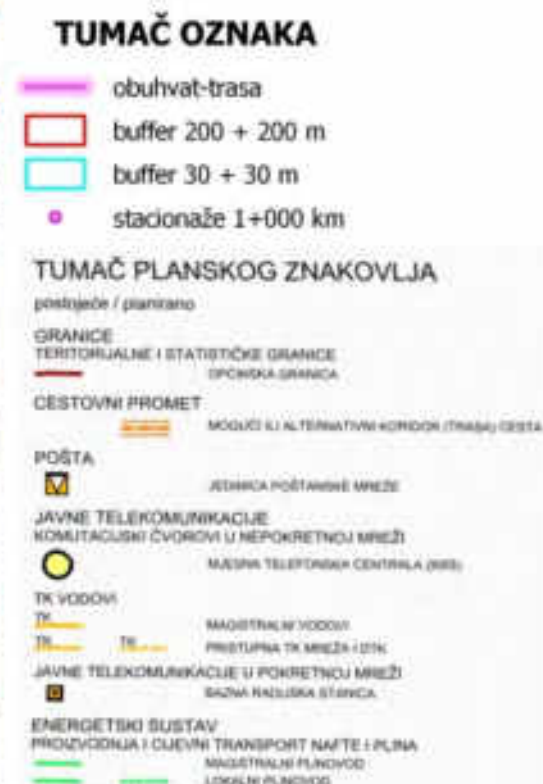 TUMAČ OZNAKA
obuhvat-trasa
buffer 200 + 200 m
buffer 30 + 30 m
stacionaže 1+000 km
TUMAČ PLANSKOG ZNAKOVLJA
postojeće / planirano
GRANICE
TERITORIJALNE I STATISTIČKE GRANICE
OPĆINSKA GRANICA
CESTOVNI PROMET
MOGUĆI ILI ALTERNATIVNI KORIDOR (TRASA) CESTA
POŠTA
JEDINICA POŠTANSKE MREŽE
JAVNE TELEKOMUNIKACIJE
KOMUTACIJSKI ČVOROVI U NEPOKRETNOJ MREŽI
MJESNA TELEFONSKA CENTRALA
TK VODOVI
TK MAGISTRALNI VODOVI
TK TK PRISTUPNA TK MREŽA I DTK
JAVNE TELEKOMUNIKACIJE U POKRETNOJ MREŽI
BAZNA RADIJSKA STANICA
ENERGETSKI SUSTAV
PROIZVODNJA I CIJEVNI TRANSPORT NAFTE I PLINA
MAGISTRALNI PLINOVOD
LOKALNI PLINOVOD